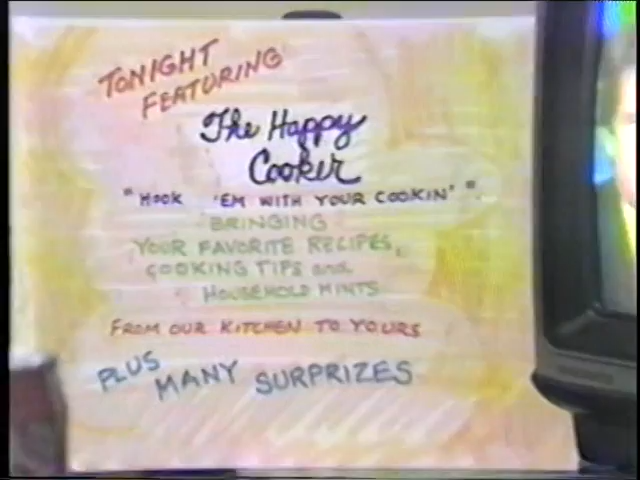 TONIGHT
FEATURING
The Happy
Cooker
"HOOK 'EM WITH YOUR COOKIN'".
BRINGING
YOUR FAVORITE RECIPES,
COOKING TIPS and
HOUSEHOLD HINTS
FROM OUR KITCHEN TO YOURS
PLUS
MANY SURPRIZES